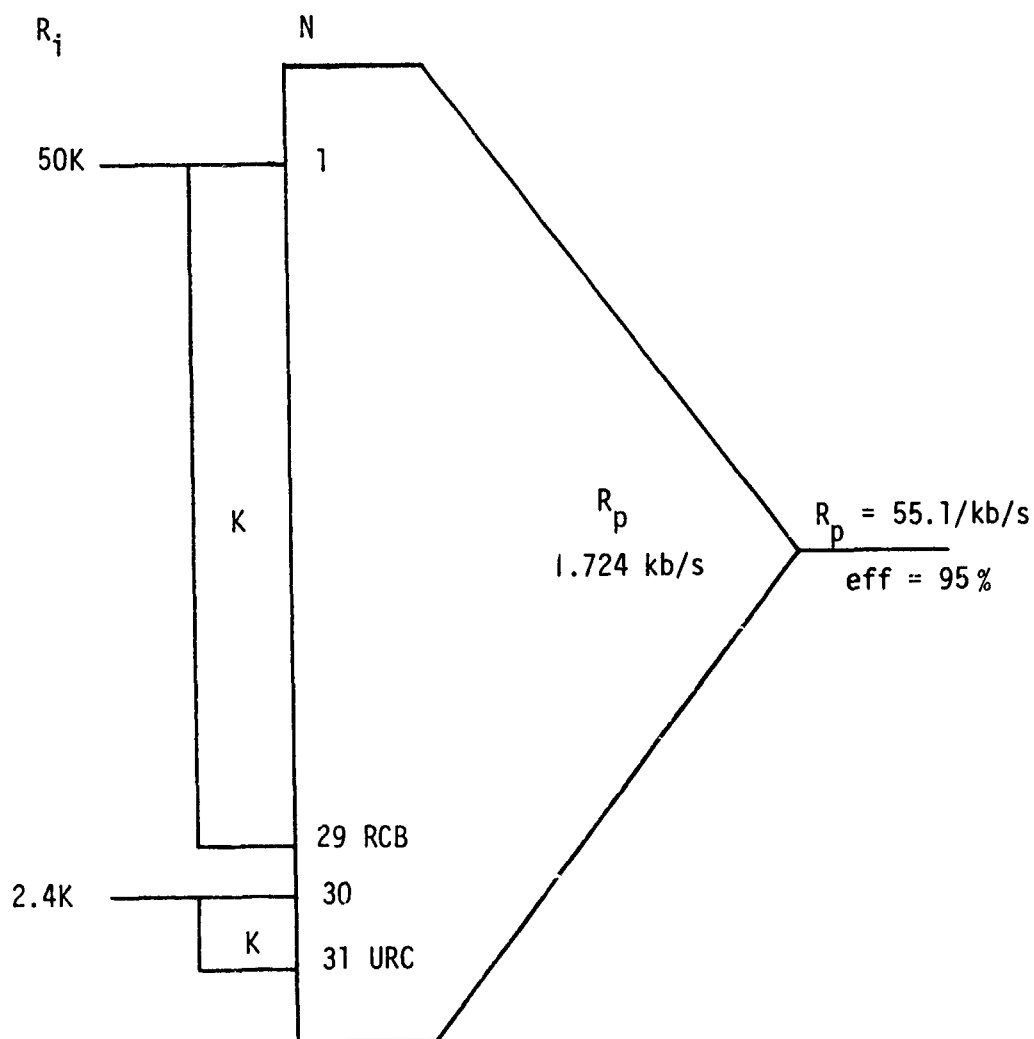 R_i N
50K 1
K
R_p
1.724 kb/s
R_p = 55.1/kb/s
eff = 95%
29 RCB
2.4K 30
K 31 URC